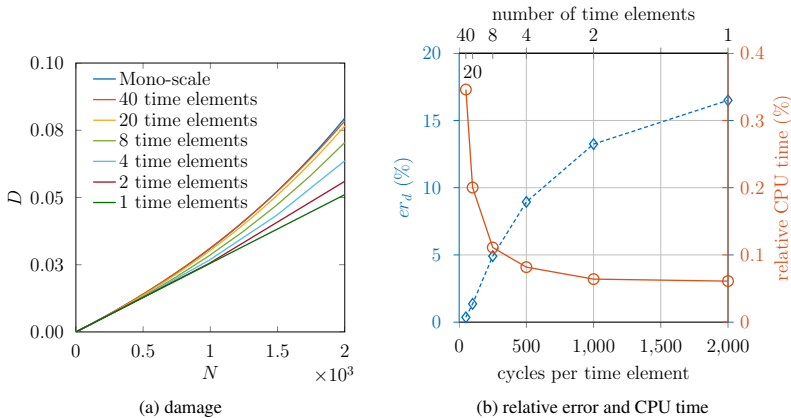 0.10
0.08
0.05
0.03
0.00
D
Mono-scale
40 time elements
20 time elements
8 time elements
4 time elements
2 time elements
1 time elements
0
0.5
1
1.5
2
N
×10³
(a) damage
number of time elements
40
20
8
4
2
1
20
15
10
5
0
er_d (%)
0.4
0.3
0.2
0.1
0
relative CPU time (%)
0
500
1,000
1,500
2,000
cycles per time element
(b) relative error and CPU time